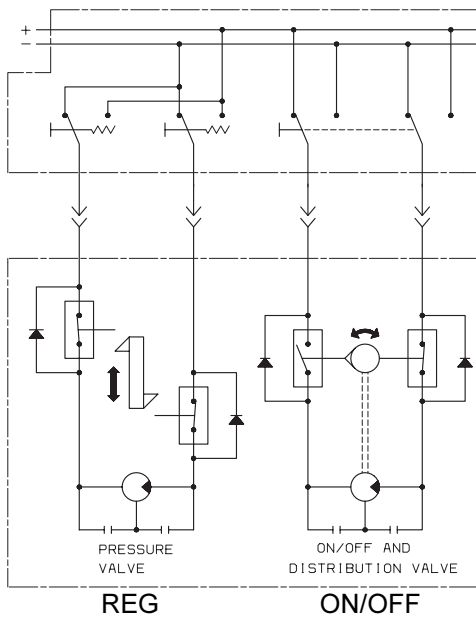 +
−
PRESSURE
VALVE
ON/OFF AND
DISTRIBUTION VALVE
REG
ON/OFF